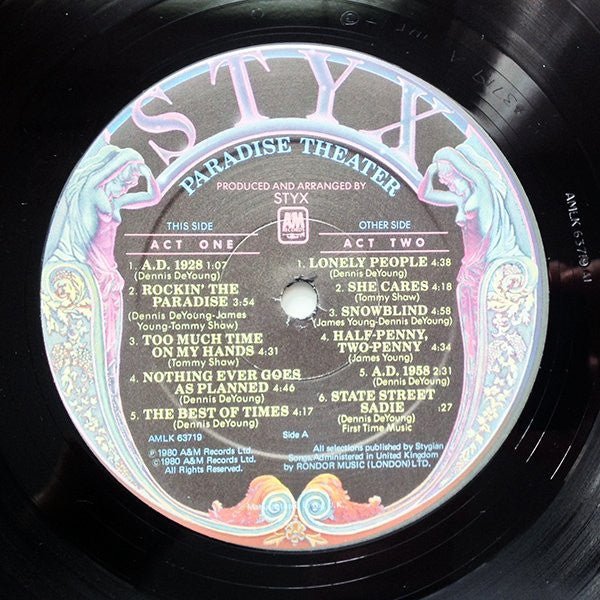 STYX
PARADISE THEATER
PRODUCED AND ARRANGED BY
STYX
A&M
RECORDS
THIS SIDE
ACT ONE
1. A.D. 1928 1:07
(Dennis DeYoung)
2. ROCKIN' THE
PARADISE 3:54
(Dennis DeYoung-James
Young-Tommy Shaw)
3. TOO MUCH TIME
ON MY HANDS 4:31
(Tommy Shaw)
4. NOTHING EVER GOES
AS PLANNED 4:46
(Dennis DeYoung)
5. THE BEST OF TIMES 4:17
(Dennis DeYoung)
AMLK 63719
Ⓟ1980 A&M Records Ltd.
©1980 A&M Records Ltd.
All Rights Reserved.
OTHER SIDE
ACT TWO
1. LONELY PEOPLE 4:38
(Dennis DeYoung)
2. SHE CARES 4:18
(Tommy Shaw)
3. SNOWBLIND 4:58
(James Young-Dennis DeYoung)
4. HALF-PENNY,
TWO-PENNY 4:34
(James Young)
5. A.D. 1958 2:31
(Dennis DeYoung)
6. STATE STREET
SADIE :27
(Dennis DeYoung)
First Time Music
Side A
All selections published by Stygian
Songs. Administered in United Kingdom
by RONDOR MUSIC (LONDON) LTD.
AMLK 63719 A1